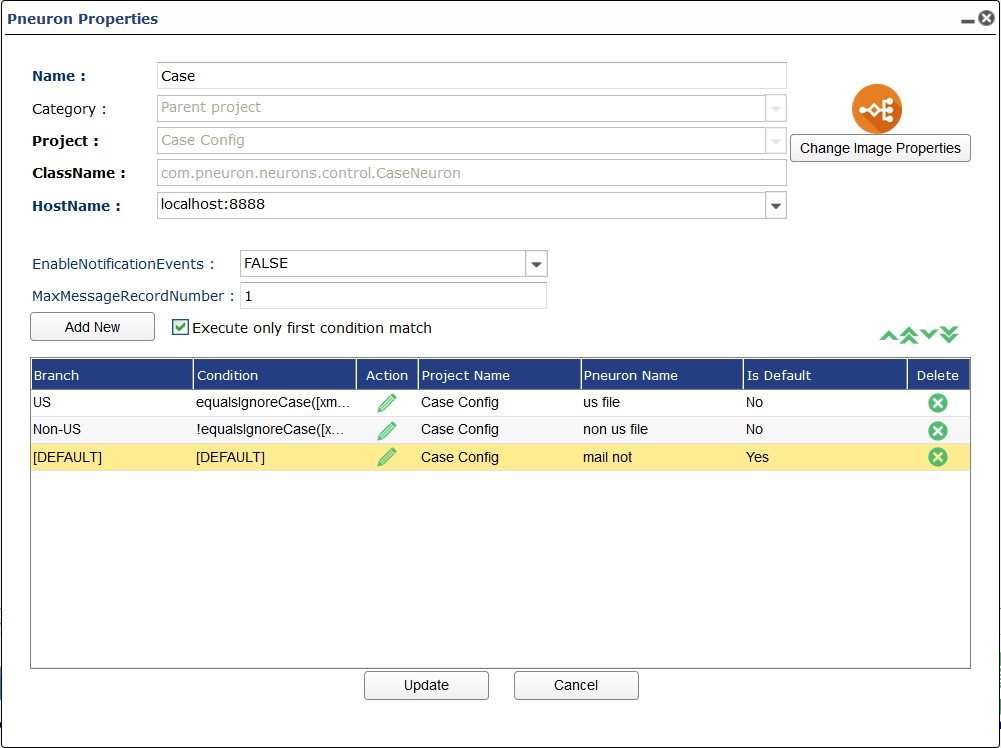 Pneuron Properties
Name : Case
Category : Parent project
Project : Case Config
Change Image Properties
ClassName : com.pneuron.neurons.control.CaseNeuron
HostName : localhost:8888
EnableNotificationEvents : FALSE
MaxMessageRecordNumber : 1
Add New Execute only first condition match
Branch Condition Action Project Name Pneuron Name Is Default Delete
US equalsIgnoreCase([xm... Case Config us file No
Non-US !equalsIgnoreCase([x... Case Config non us file No
[DEFAULT] [DEFAULT] Case Config mail not Yes
Update Cancel